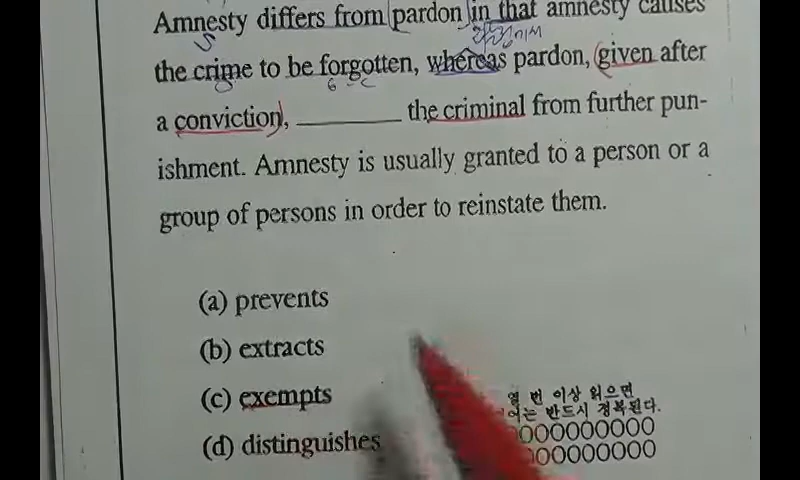 Amnesty differs from pardon in that amnesty causes
the crime to be forgotten, whereas pardon, given after
a conviction, ________ the criminal from further pun-
ishment. Amnesty is usually granted to a person or a
group of persons in order to reinstate them.
(a) prevents
(b) extracts
(c) exempts
(d) distinguishes
열 번 이상 읽으면
반드시 정복된다.
OOOOOOOOOO
OOOOOOOOO